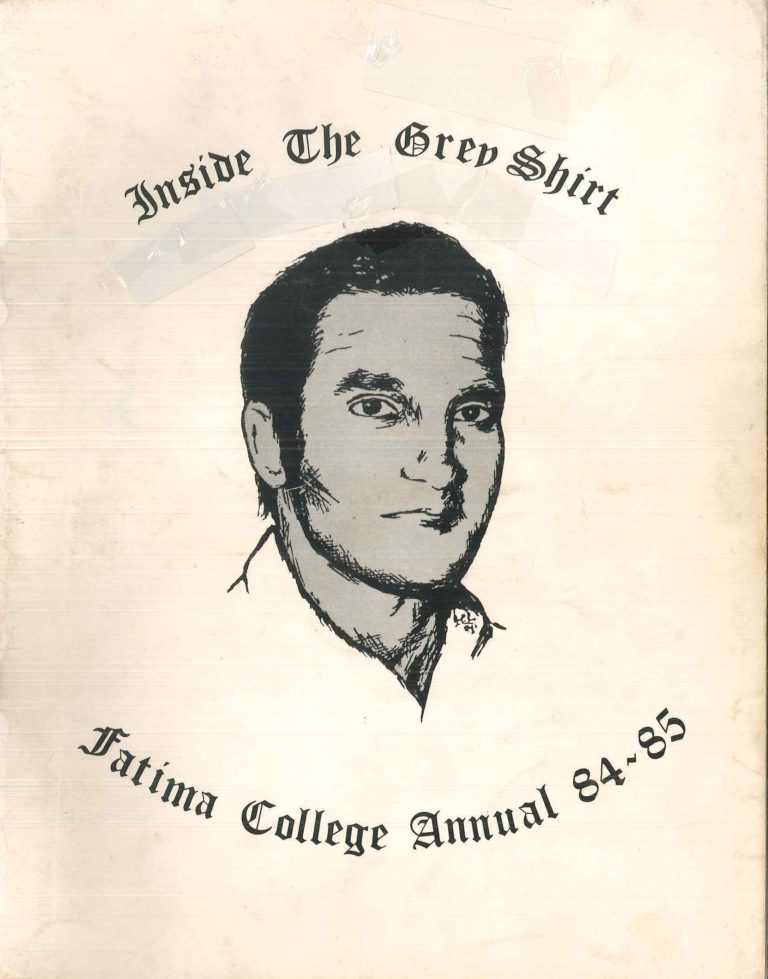 Inside The Grey Shirt
Fatima College Annual 84-85